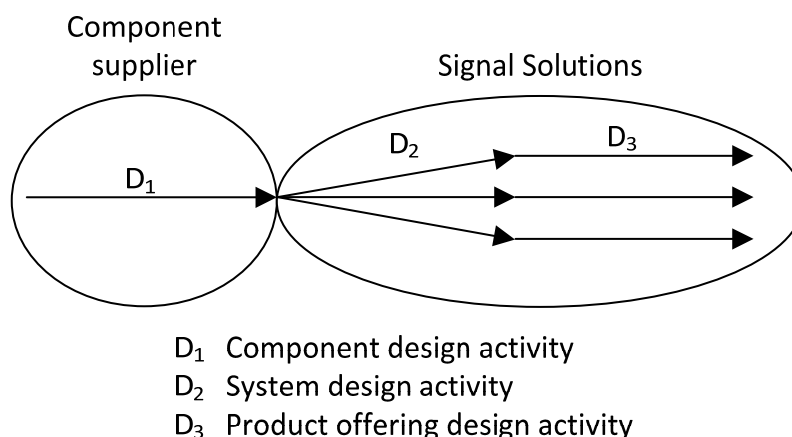 Component
supplier
Signal Solutions
D₂
D₃
D₁
D₁ Component design activity
D₂ System design activity
D₃ Product offering design activity